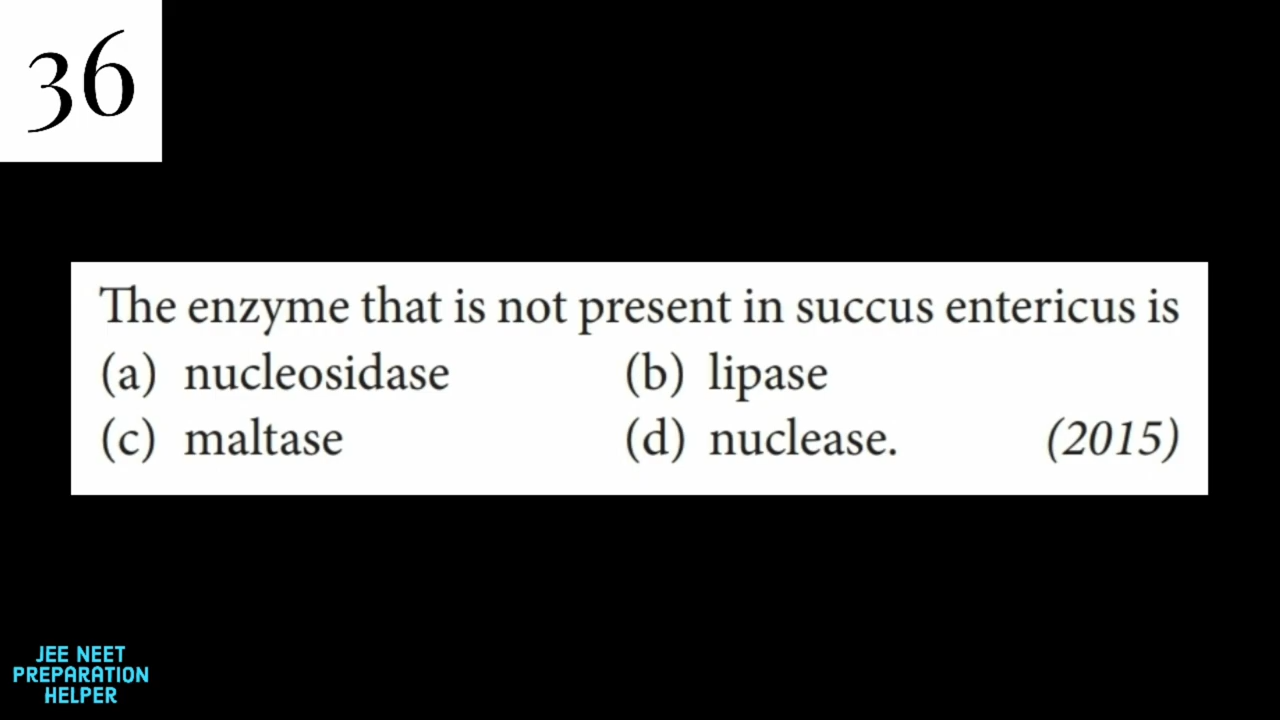 36
The enzyme that is not present in succus entericus is
(a) nucleosidase (b) lipase
(c) maltase (d) nuclease. (2015)
JEE NEET
PREPARATION
HELPER